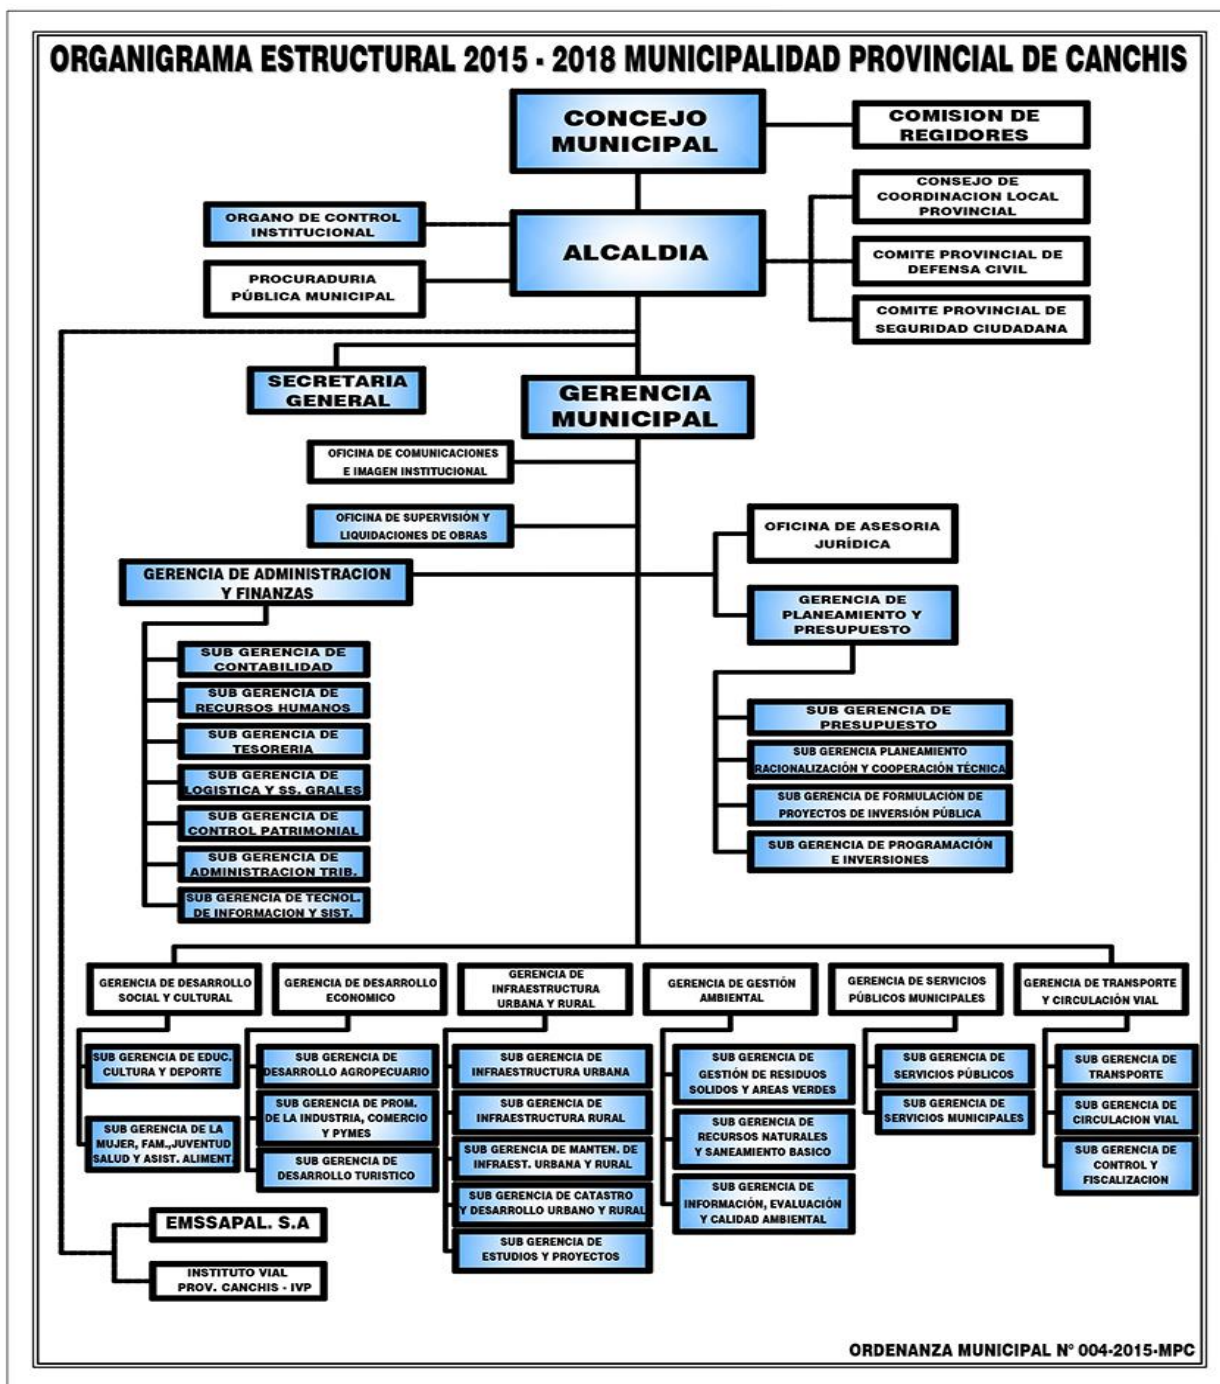 ORGANIGRAMA ESTRUCTURAL 2015 - 2018 MUNICIPALIDAD PROVINCIAL DE CANCHIS
CONCEJO
MUNICIPAL
COMISION DE
REGIDORES
CONSEJO DE
COORDINACION LOCAL
PROVINCIAL
ORGANO DE CONTROL
INSTITUCIONAL
ALCALDIA
COMITE PROVINCIAL DE
DEFENSA CIVIL
PROCURADURIA
PÚBLICA MUNICIPAL
COMITE PROVINCIAL DE
SEGURIDAD CIUDADANA
SECRETARIA
GENERAL
GERENCIA
MUNICIPAL
OFICINA DE COMUNICACIONES
E IMAGEN INSTITUCIONAL
OFICINA DE SUPERVISIÓN Y
LIQUIDACIONES DE OBRAS
OFICINA DE ASESORIA
JURÍDICA
GERENCIA DE ADMINISTRACION
Y FINANZAS
GERENCIA DE
PLANEAMIENTO Y
PRESUPUESTO
SUB GERENCIA DE
CONTABILIDAD
SUB GERENCIA DE
RECURSOS HUMANOS
SUB GERENCIA DE
TESORERIA
SUB GERENCIA DE
LOGISTICA Y SS. GRALES
SUB GERENCIA DE
CONTROL PATRIMONIAL
SUB GERENCIA DE
ADMINISTRACION TRIB.
SUB GERENCIA DE TECNOL.
DE INFORMACION Y SIST.
SUB GERENCIA DE
PRESUPUESTO
SUB GERENCIA PLANEAMIENTO
RACIONALIZACIÓN Y COOPERACIÓN TÉCNICA
SUB GERENCIA DE FORMULACIÓN DE
PROYECTOS DE INVERSIÓN PÚBLICA
SUB GERENCIA DE PROGRAMACIÓN
E INVERSIONES
GERENCIA DE DESARROLLO
SOCIAL Y CULTURAL
SUB GERENCIA DE EDUC.
CULTURA Y DEPORTE
SUB GERENCIA DE LA
MUJER, FAM.,JUVENTUD
SALUD Y ASIST. ALIMENT.
GERENCIA DE DESARROLLO
ECONOMICO
SUB GERENCIA DE
DESARROLLO AGROPECUARIO
SUB GERENCIA DE PROM.
DE LA INDUSTRIA, COMERCIO
Y PYMES
SUB GERENCIA DE
DESARROLLO TURISTICO
GERENCIA DE
INFRAESTRUCTURA
URBANA Y RURAL
SUB GERENCIA DE
INFRAESTRUCTURA URBANA
SUB GERENCIA DE
INFRAESTRUCTURA RURAL
SUB GERENCIA DE MANTEN. DE
INFRAEST. URBANA Y RURAL
SUB GERENCIA DE CATASTRO
Y DESARROLLO URBANO Y RURAL
SUB GERENCIA DE
ESTUDIOS Y PROYECTOS
GERENCIA DE GESTIÓN
AMBIENTAL
SUB GERENCIA DE
GESTIÓN DE RESIDUOS
SOLIDOS Y AREAS VERDES
SUB GERENCIA DE
RECURSOS NATURALES
Y SANEAMIENTO BASICO
SUB GERENCIA DE
INFORMACIÓN, EVALUACIÓN
Y CALIDAD AMBIENTAL
GERENCIA DE SERVICIOS
PÚBLICOS MUNICIPALES
SUB GERENCIA DE
SERVICIOS PÚBLICOS
SUB GERENCIA DE
SERVICIOS MUNICIPALES
GERENCIA DE TRANSPORTE
Y CIRCULACIÓN VIAL
SUB GERENCIA DE
TRANSPORTE
SUB GERENCIA DE
CIRCULACION VIAL
SUB GERENCIA DE
CONTROL Y
FISCALIZACION
EMSSAPAL. S.A
INSTITUTO VIAL
PROV. CANCHIS - IVP
ORDENANZA MUNICIPAL N° 004-2015-MPC